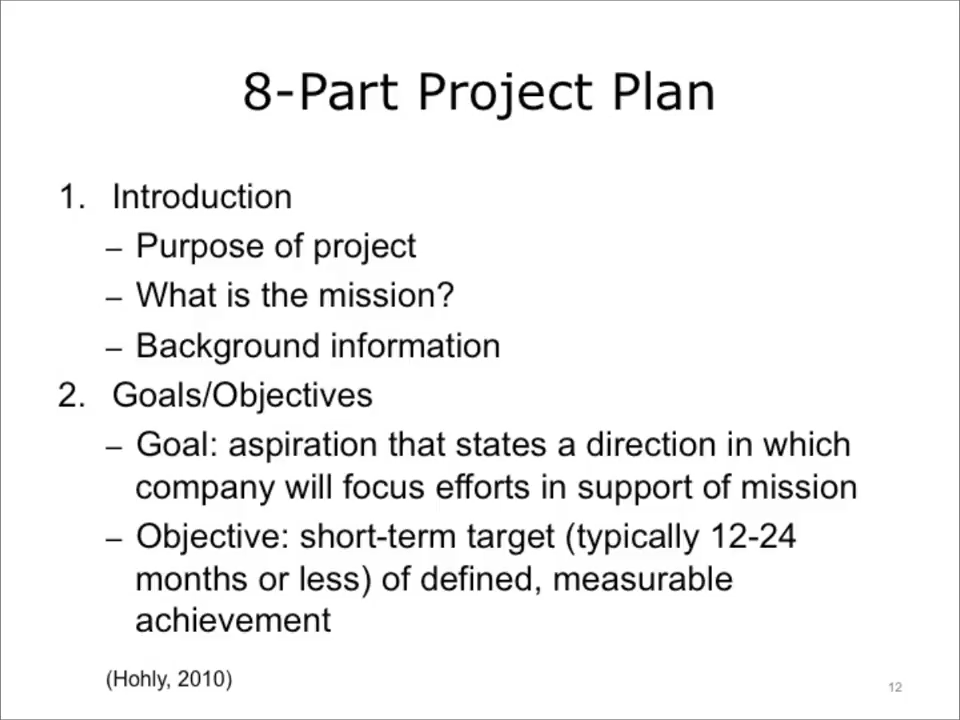 8-Part Project Plan
1. Introduction
– Purpose of project
– What is the mission?
– Background information
2. Goals/Objectives
– Goal: aspiration that states a direction in which
company will focus efforts in support of mission
– Objective: short-term target (typically 12-24
months or less) of defined, measurable
achievement
(Hohly, 2010)
12